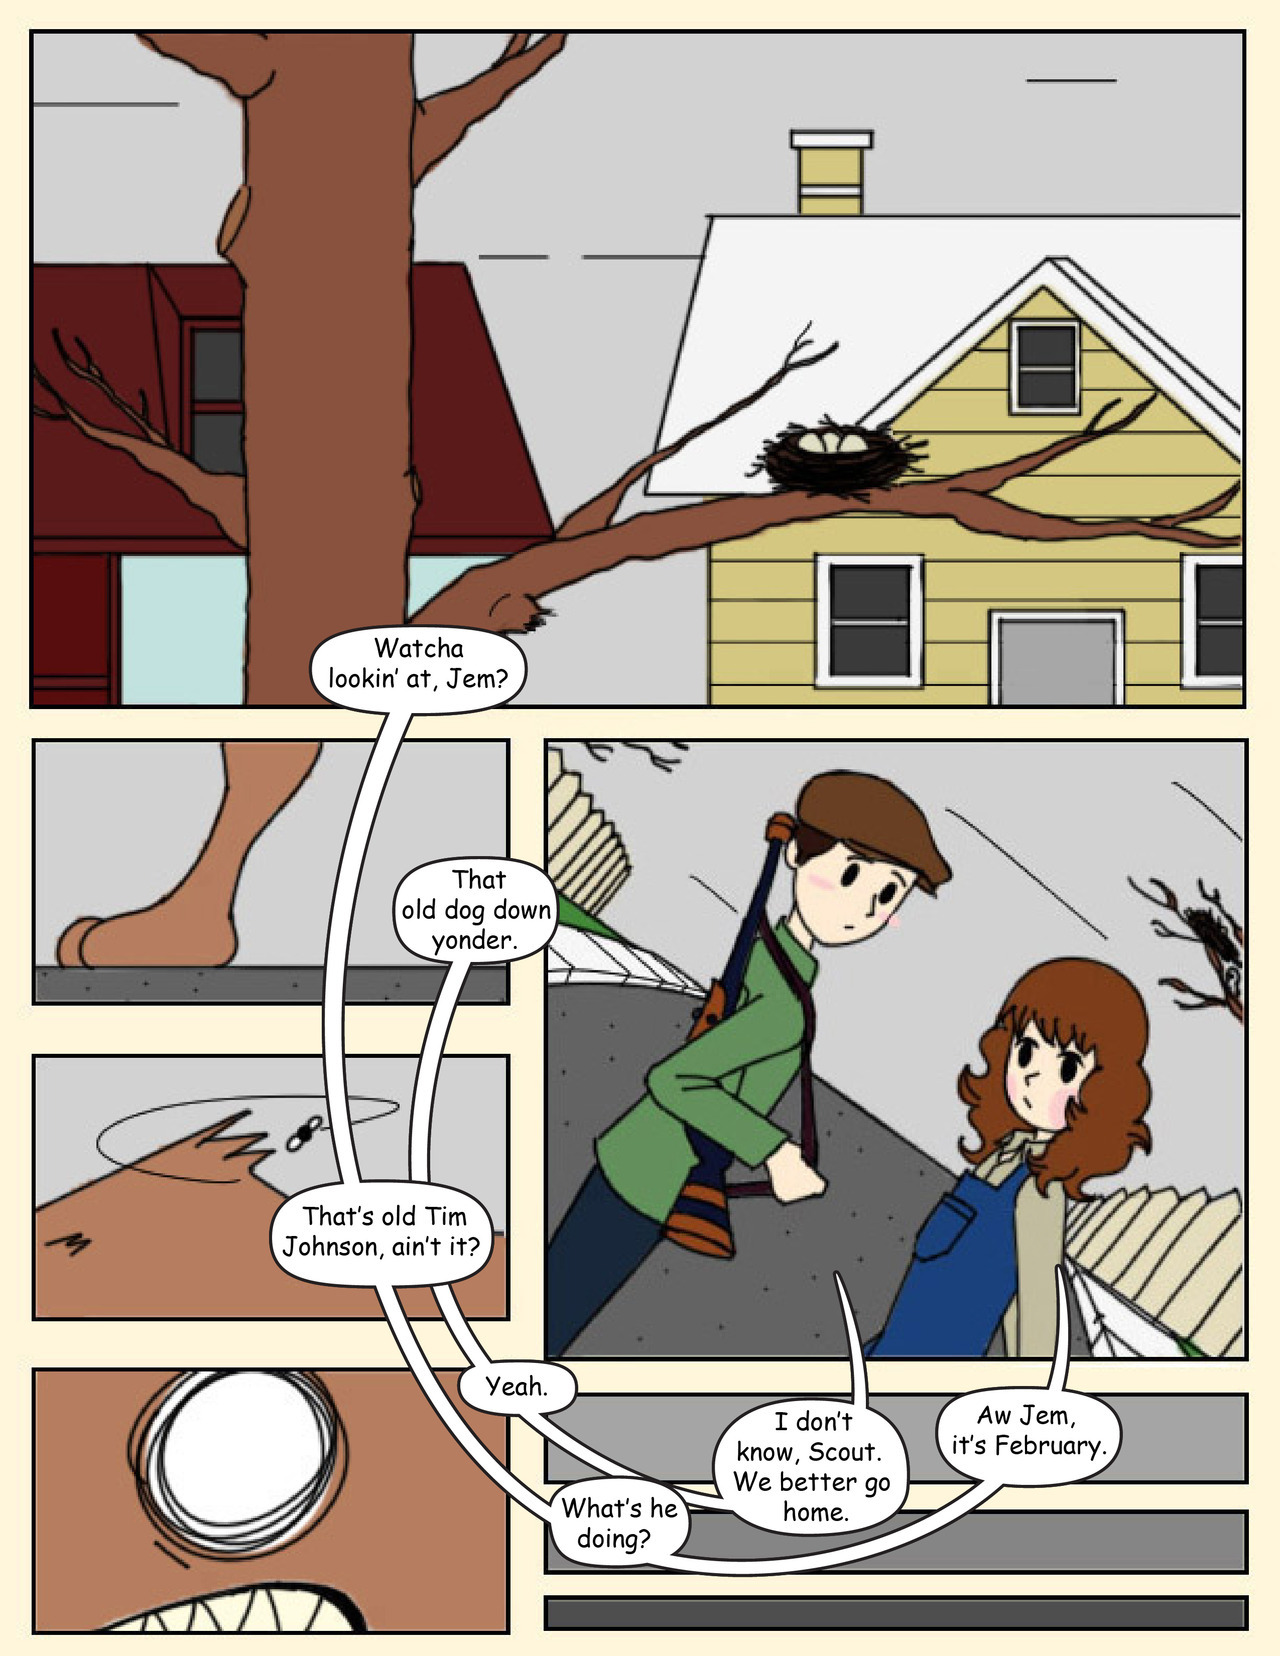 Watcha
lookin' at, Jem?
That
old dog down
yonder.
That's old Tim
Johnson, ain't it?
Yeah.
What's he
doing?
I don't
know, Scout.
We better go
home.
Aw Jem,
it's February.